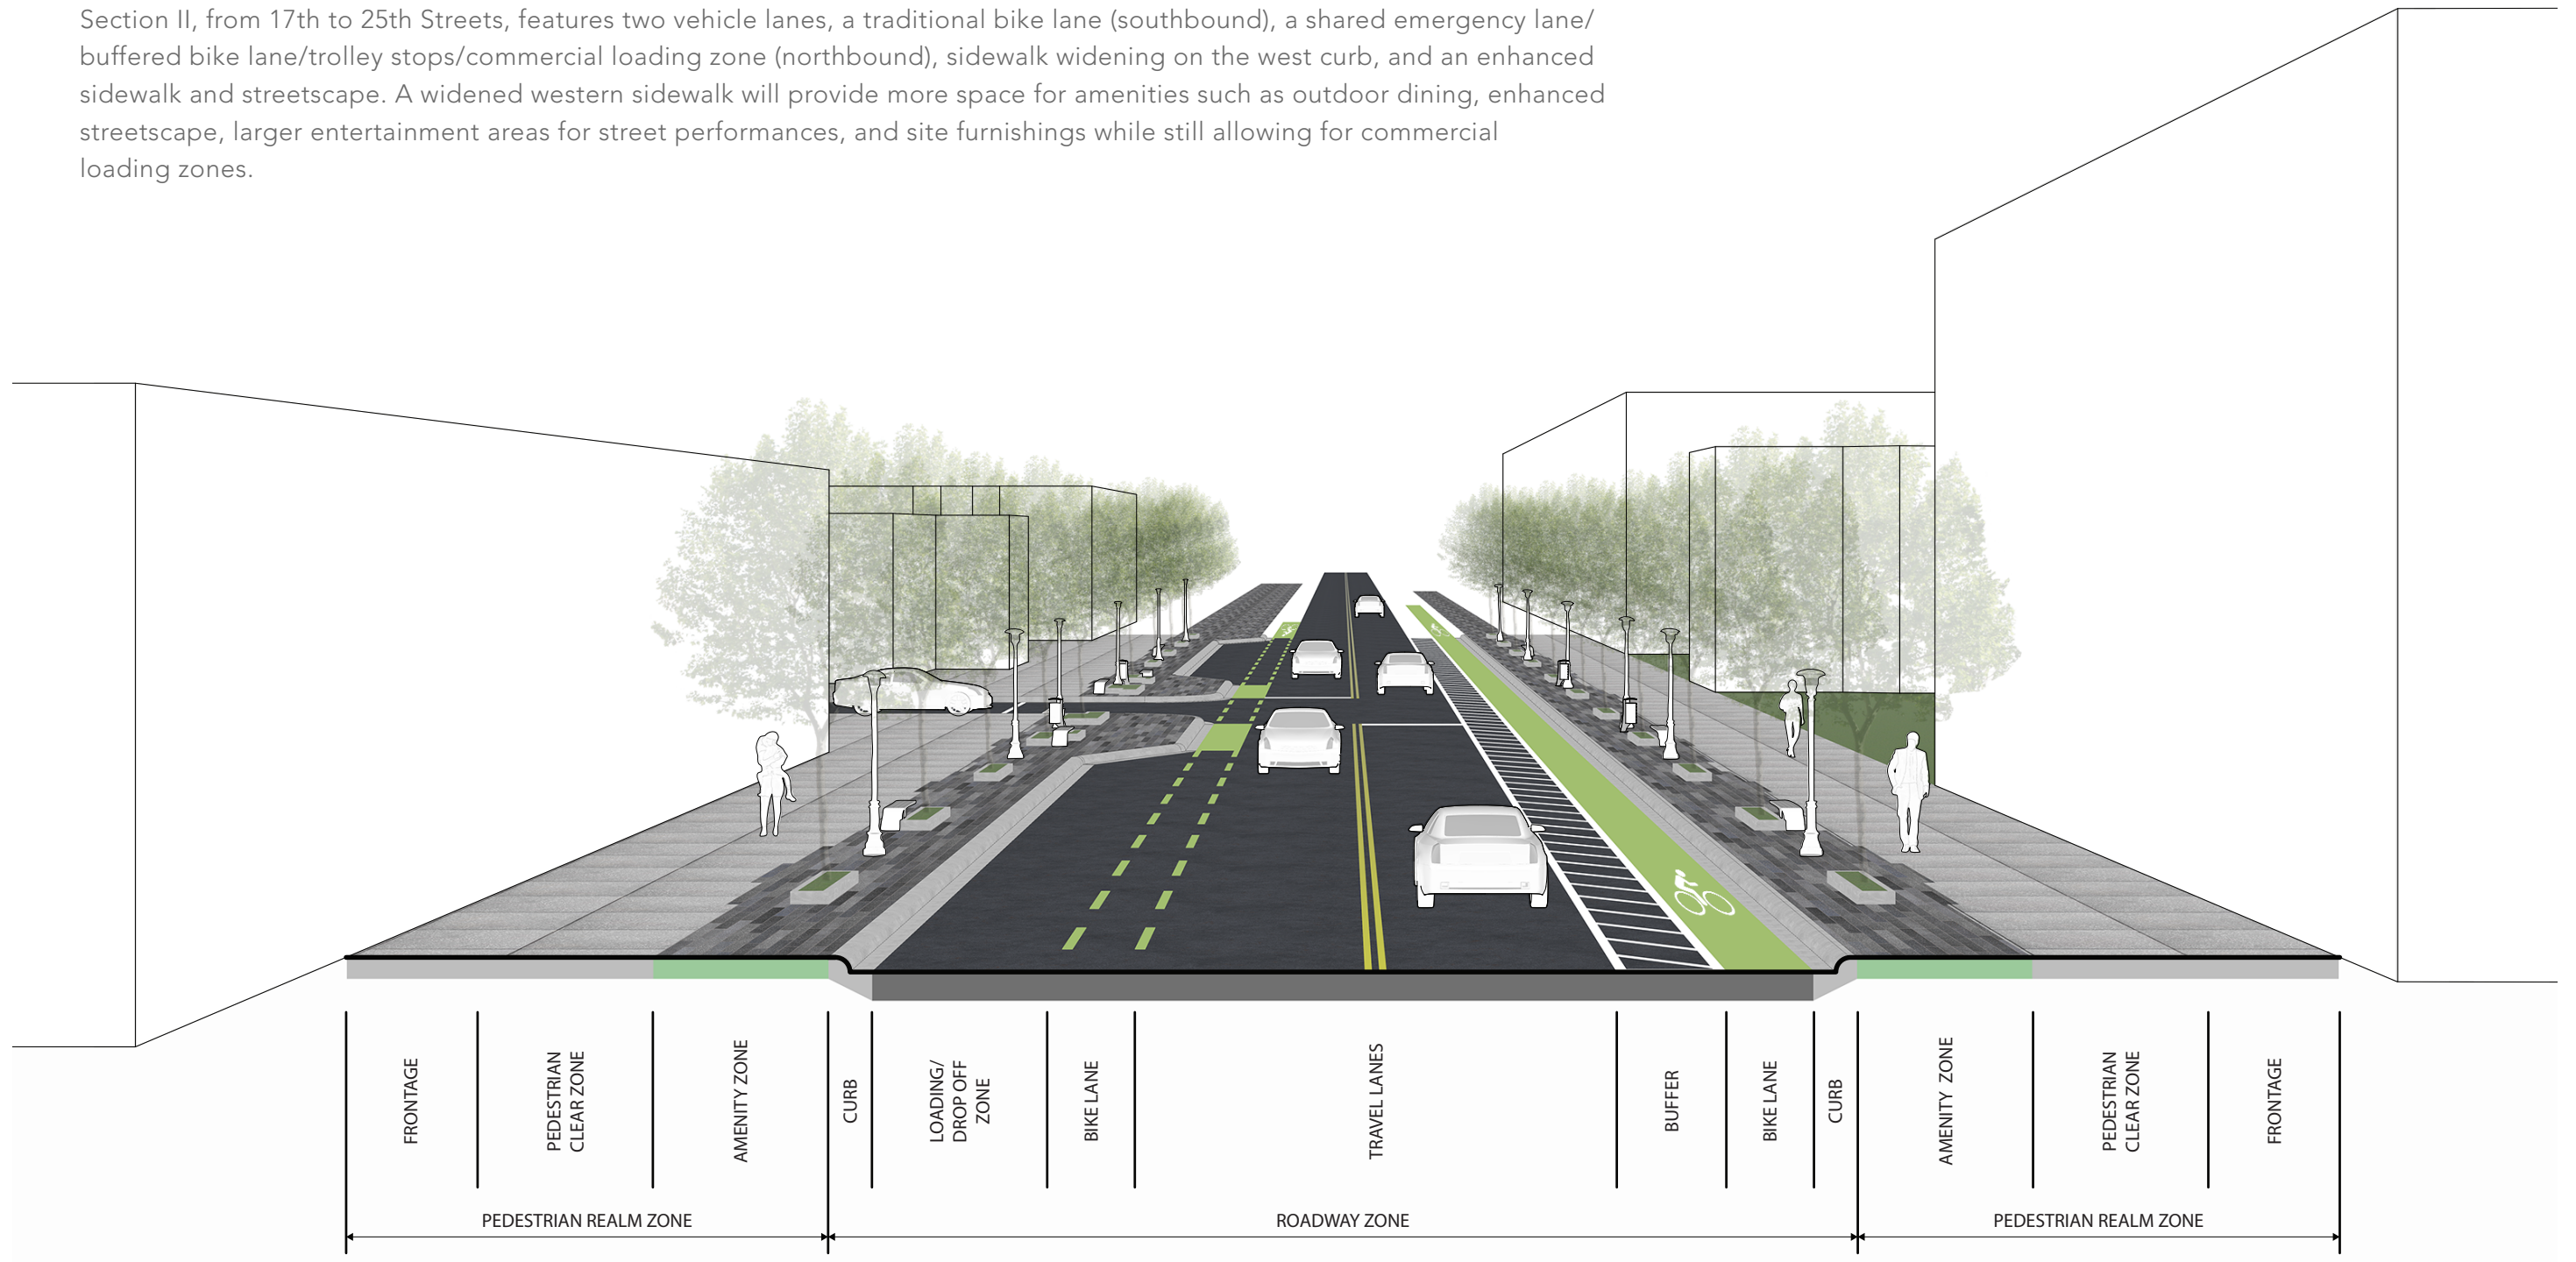 Section II, from 17th to 25th Streets, features two vehicle lanes, a traditional bike lane (southbound), a shared emergency lane/
buffered bike lane/trolley stops/commercial loading zone (northbound), sidewalk widening on the west curb, and an enhanced
sidewalk and streetscape. A widened western sidewalk will provide more space for amenities such as outdoor dining, enhanced
streetscape, larger entertainment areas for street performances, and site furnishings while still allowing for commercial
loading zones.
FRONTAGE
PEDESTRIAN
CLEAR ZONE
AMENITY ZONE
CURB
LOADING/
DROP OFF
ZONE
BIKE LANE
TRAVEL LANES
BUFFER
BIKE LANE
CURB
AMENITY ZONE
PEDESTRIAN
CLEAR ZONE
FRONTAGE
PEDESTRIAN REALM ZONE
ROADWAY ZONE
PEDESTRIAN REALM ZONE